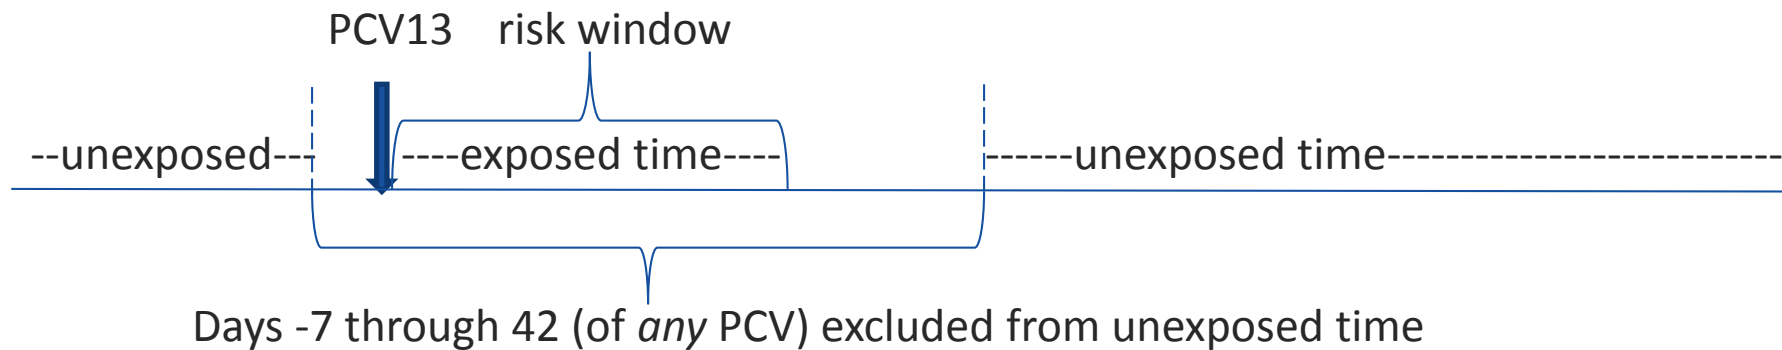 PCV13 risk window
--unexposed--- ----exposed time---- ------unexposed time---------------------------
Days -7 through 42 (of any PCV) excluded from unexposed time